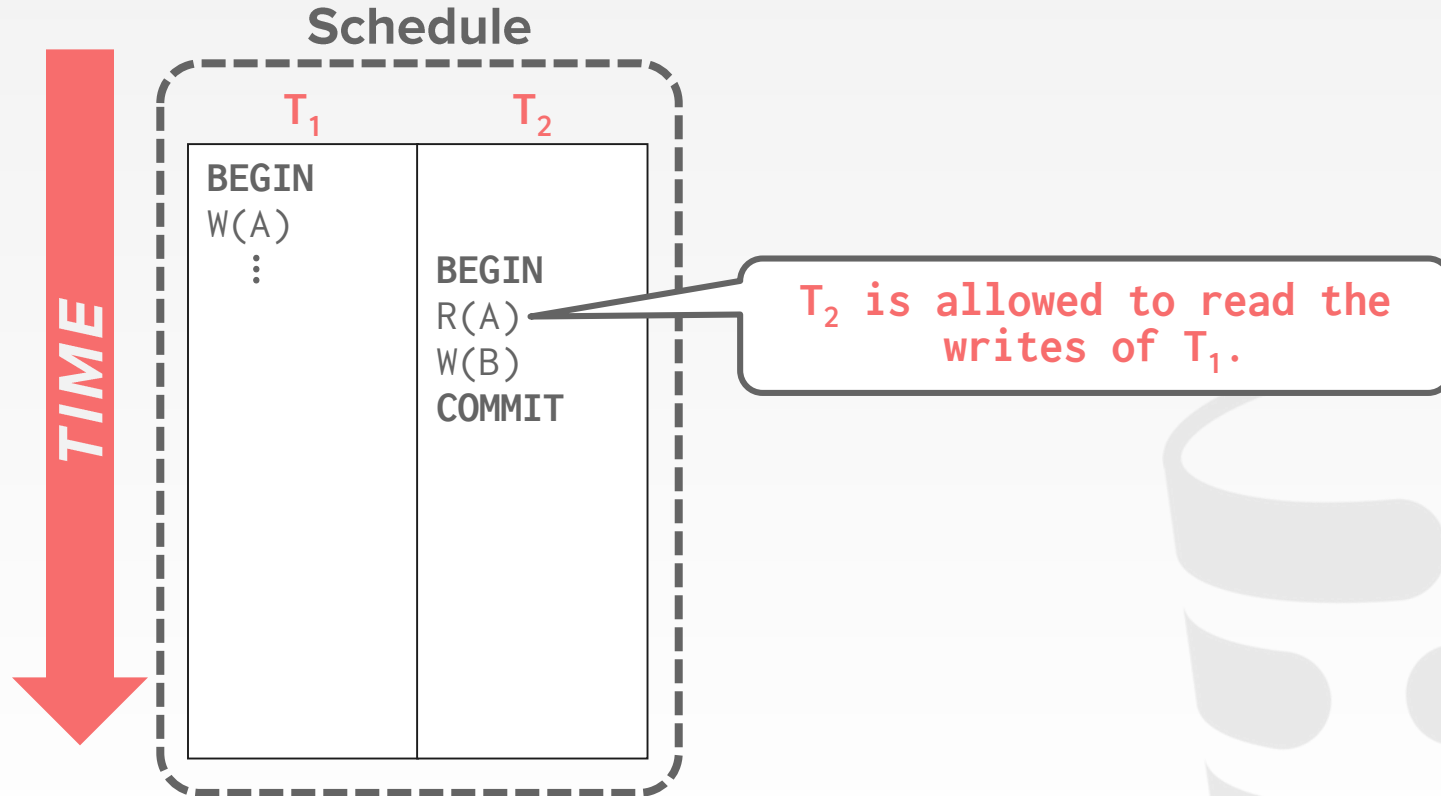 Schedule
TIME
T₁ T₂
BEGIN
W(A)
⋮
BEGIN
R(A)
W(B)
COMMIT
T₂ is allowed to read the
writes of T₁.